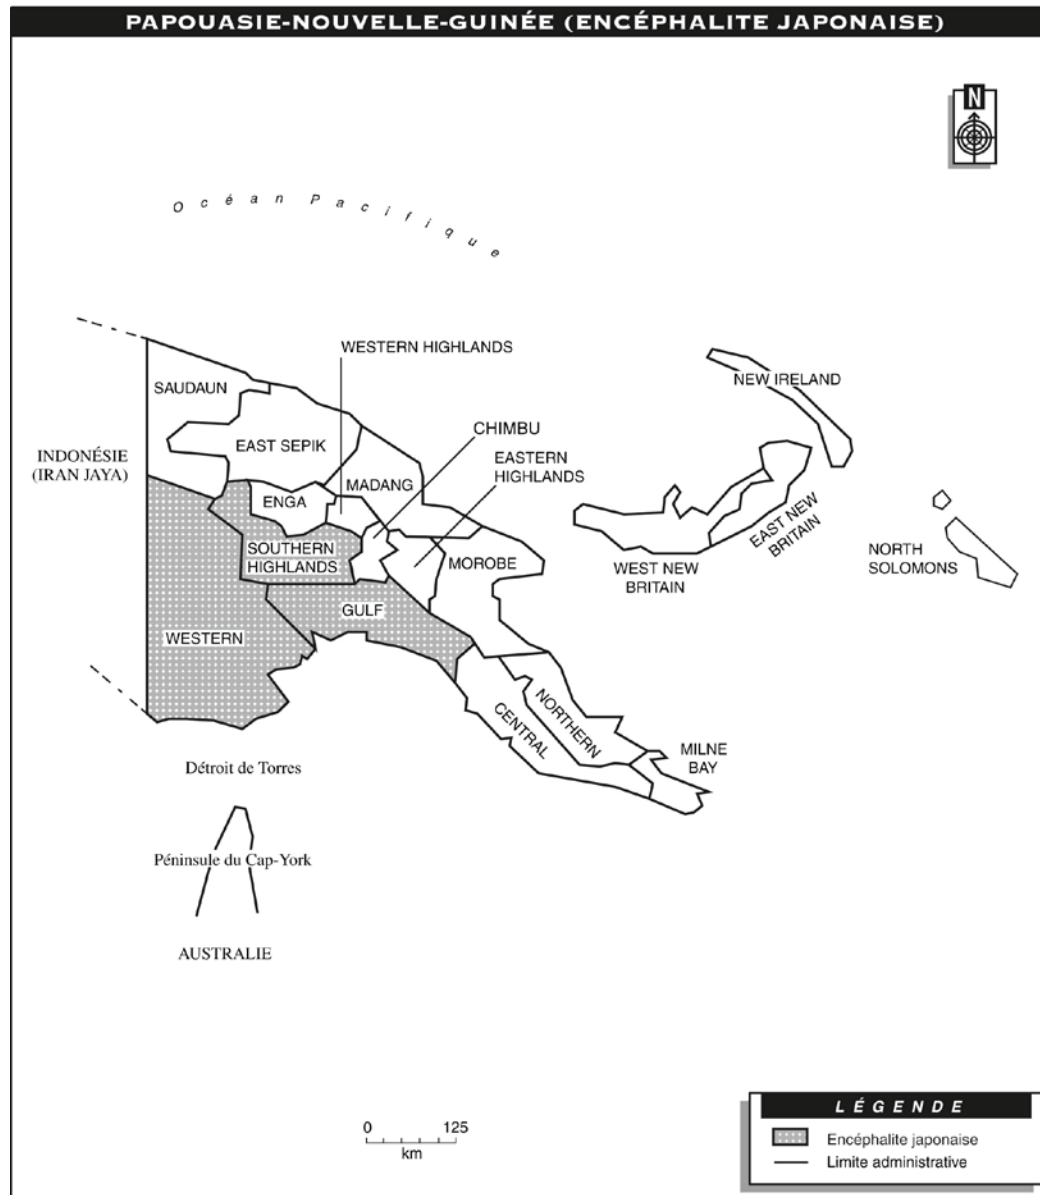 PAPOUASIE-NOUVELLE-GUINÉE (ENCÉPHALITE JAPONAISE)
N
Océan Pacifique
WESTERN HIGHLANDS
SAUDAUN
NEW IRELAND
CHIMBU
EAST SEPIK
INDONÉSIE
(IRAN JAYA)
EASTERN
HIGHLANDS
MADANG
ENGA
EAST NEW
BRITAIN
SOUTHERN
HIGHLANDS
MOROBE
WEST NEW
BRITAIN
NORTH
SOLOMONS
GULF
WESTERN
NORTHERN
CENTRAL
MILNE
BAY
Détroit de Torres
Péninsule du Cap-York
AUSTRALIE
0 125
km
LÉGENDE
Encéphalite japonaise
Limite administrative